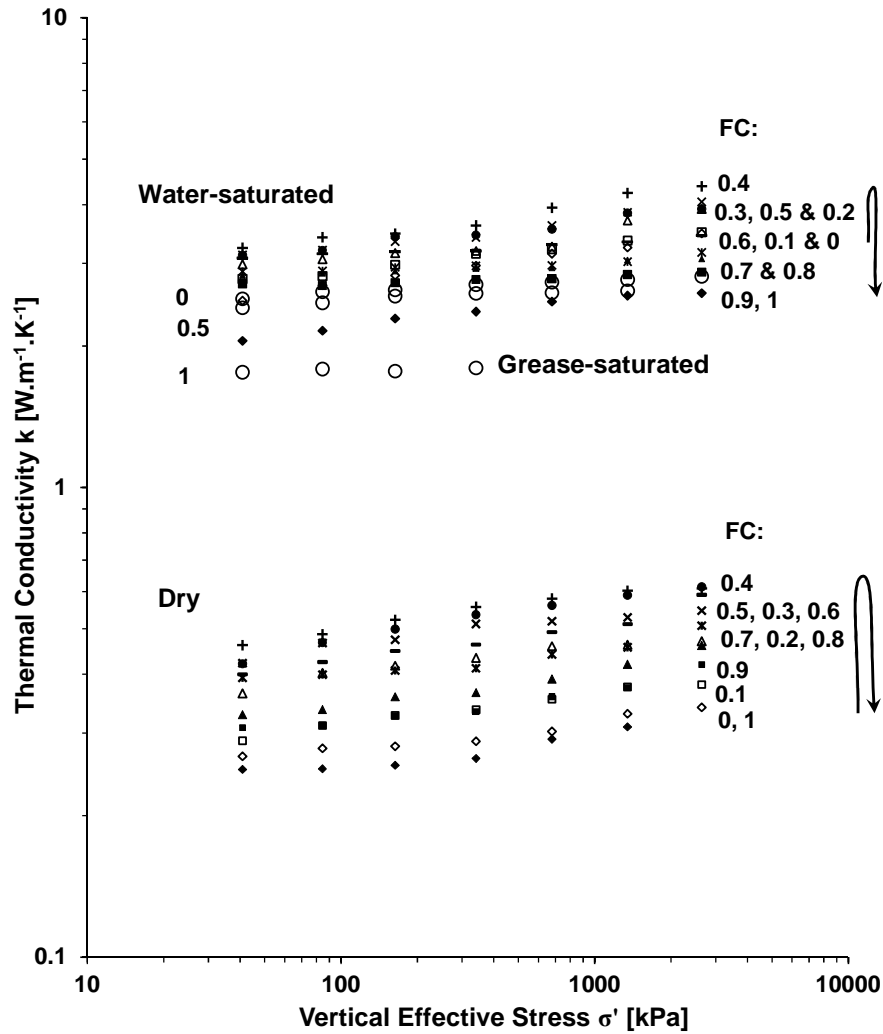 10
FC:
0.4
Water-saturated
0.3, 0.5 & 0.2
0.6, 0.1 & 0
0.7 & 0.8
0
0.9, 1
0.5
Grease-saturated
1
Thermal Conductivity k [W.m⁻¹.K⁻¹]
1
FC:
0.4
Dry
0.5, 0.3, 0.6
0.7, 0.2, 0.8
0.9
0.1
0, 1
0.1
10
100
1000
10000
Vertical Effective Stress σ' [kPa]